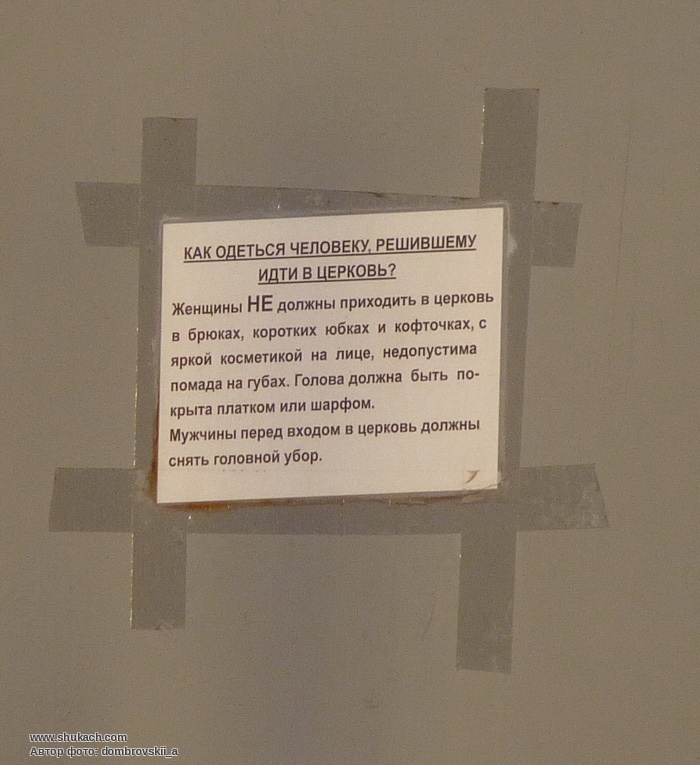 КАК ОДЕТЬСЯ ЧЕЛОВЕКУ, РЕШИВШЕМУ
ИДТИ В ЦЕРКОВЬ?
Женщины НЕ должны приходить в церковь
в брюках, коротких юбках и кофточках, с
яркой косметикой на лице, недопустима
помада на губах. Голова должна быть по-
крыта платком или шарфом.
Мужчины перед входом в церковь должны
снять головной убор.
www.shukach.com
Автор фото: dombrovskii_a